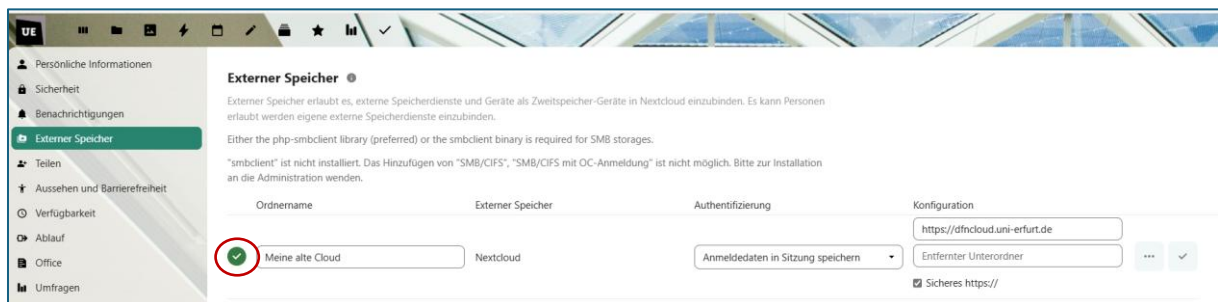 UE
Persönliche Informationen
Sicherheit
Benachrichtigungen
Externer Speicher
Teilen
Aussehen und Barrierefreiheit
Verfügbarkeit
Ablauf
Office
Umfragen
Externer Speicher
Externer Speicher erlaubt es, externe Speicherdienste und Geräte als Zweitspeicher-Geräte in Nextcloud einzubinden. Es kann Personen
erlaubt werden eigene externe Speicherdienste einzubinden.
Either the php-smbclient library (preferred) or the smbclient binary is required for SMB storages.
"smbclient" ist nicht installiert. Das Hinzufügen von "SMB/CIFS", "SMB/CIFS mit OC-Anmeldung" ist nicht möglich. Bitte zur Installation
an die Administration wenden.
Ordnername Externer Speicher Authentifizierung Konfiguration
https://dfncloud.uni-erfurt.de
Meine alte Cloud Nextcloud Anmeldedaten in Sitzung speichern Entfernter Unterordner
Sicheres https://